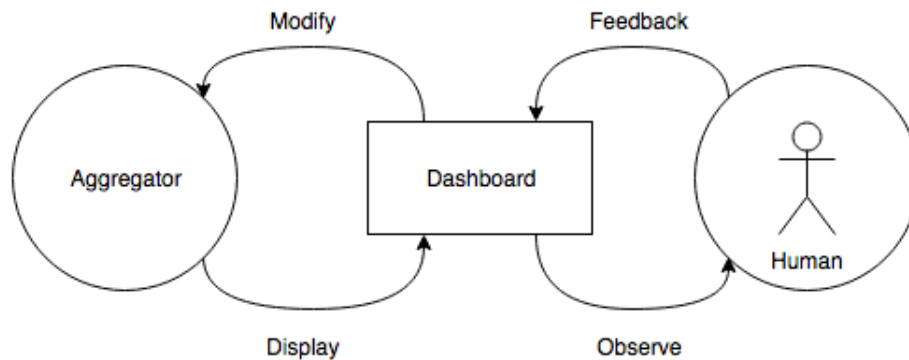 Modify
Feedback
Aggregator
Dashboard
Human
Display
Observe